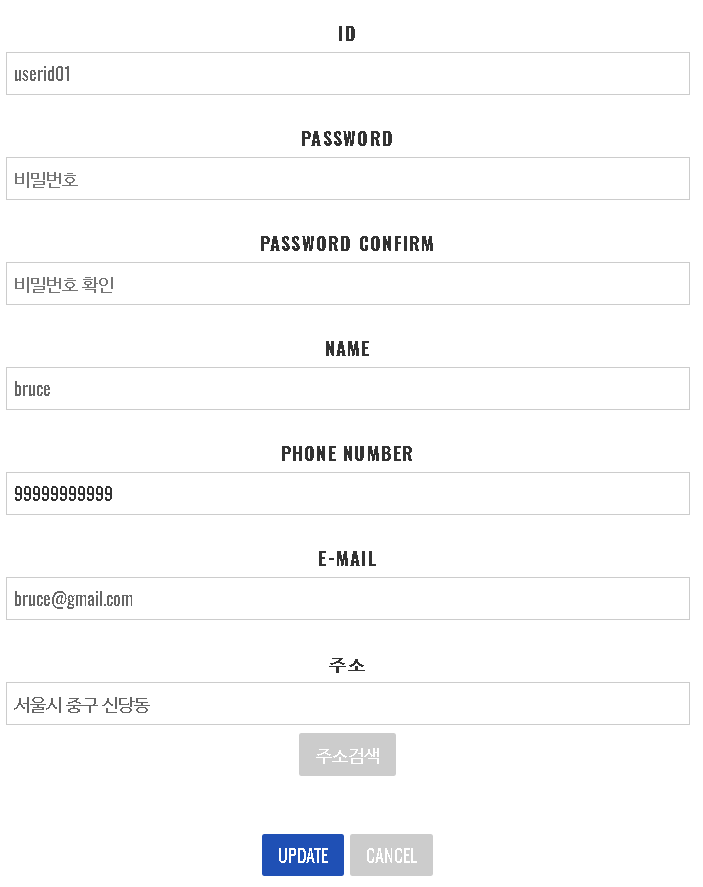 ID
userid01
PASSWORD
비밀번호
PASSWORD CONFIRM
비밀번호 확인
NAME
bruce
PHONE NUMBER
99999999999
E-MAIL
bruce@gmail.com
주소
서울시 중구 신당동
주소검색
UPDATE CANCEL